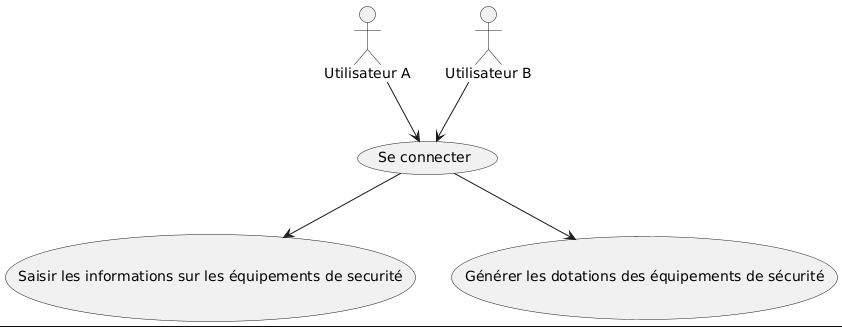 Utilisateur A
Utilisateur B
Se connecter
Saisir les informations sur les équipements de securité
Générer les dotations des équipements de sécurité